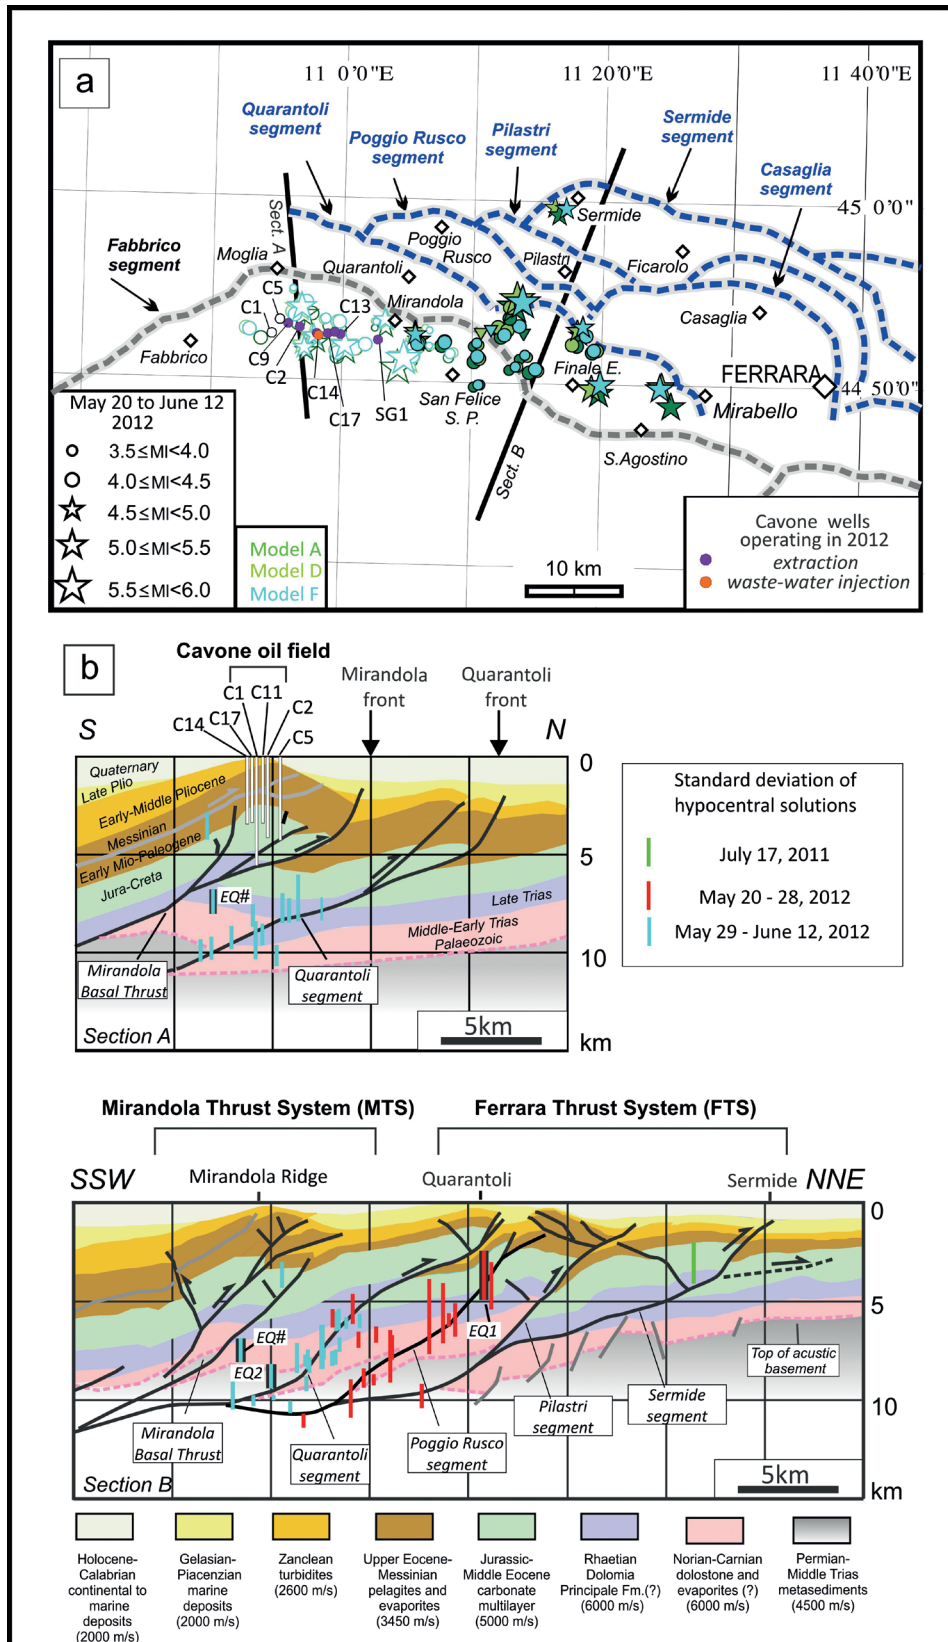 a
11 0'0"E
11 20'0"E
11 40'0"E
Quarantoli
segment
Poggio Rusco
segment
Pilastri
segment
Sermide
segment
Casaglia
segment
Fabbrico
segment
45 0'0"
Sect. A
Moglia
Quarantoli
Poggio
Rusco
Sermide
Pilastri
Ficarolo
C5
C1
C13
Mirandola
Casaglia
Fabbrico
C9
C2
C14
C17
SG1
San Felice
S. P.
Finale E.
FERRARA
44 50'0"
Mirabello
Sect. B
S.Agostino
May 20 to June 12
2012
3.5≤Ml<4.0
4.0≤Ml<4.5
4.5≤Ml<5.0
5.0≤Ml<5.5
5.5≤Ml<6.0
Model A
Model D
Model F
10 km
Cavone wells
operating in 2012
extraction
waste-water injection
b
Cavone oil field
C1
C11
C17
C2
C14
C5
Mirandola
front
Quarantoli
front
S
N
Quaternary
Late Plio
Early-Middle Pliocene
Messinian
Early Mio-Paleogene
Jura-Creta
EQ#
Late Trias
Middle-Early Trias
Palaeozoic
Mirandola
Basal Thrust
Quarantoli
segment
Section A
5km
0
5
10
km
Standard deviation of
hypocentral solutions
July 17, 2011
May 20 - 28, 2012
May 29 - June 12, 2012
Mirandola Thrust System (MTS)
Ferrara Thrust System (FTS)
SSW
Mirandola Ridge
Quarantoli
Sermide
NNE
EQ#
EQ2
EQ1
Top of acustic
basement
Mirandola
Basal Thrust
Quarantoli
segment
Poggio Rusco
segment
Pilastri
segment
Sermide
segment
Section B
5km
0
5
10
km
Holocene-
Calabrian
continental to
marine
deposits
(2000 m/s)
Gelasian-
Piacenzian
marine
deposits
(2000 m/s)
Zanclean
turbidites
(2600 m/s)
Upper Eocene-
Messinian
pelagites and
evaporites
(3450 m/s)
Jurassic-
Middle Eocene
carbonate
multilayer
(5000 m/s)
Rhaetian
Dolomia
Principale Fm.(?)
(6000 m/s)
Norian-Carnian
dolostone and
evaporites (?)
(6000 m/s)
Permian-
Middle Trias
metasediments
(4500 m/s)